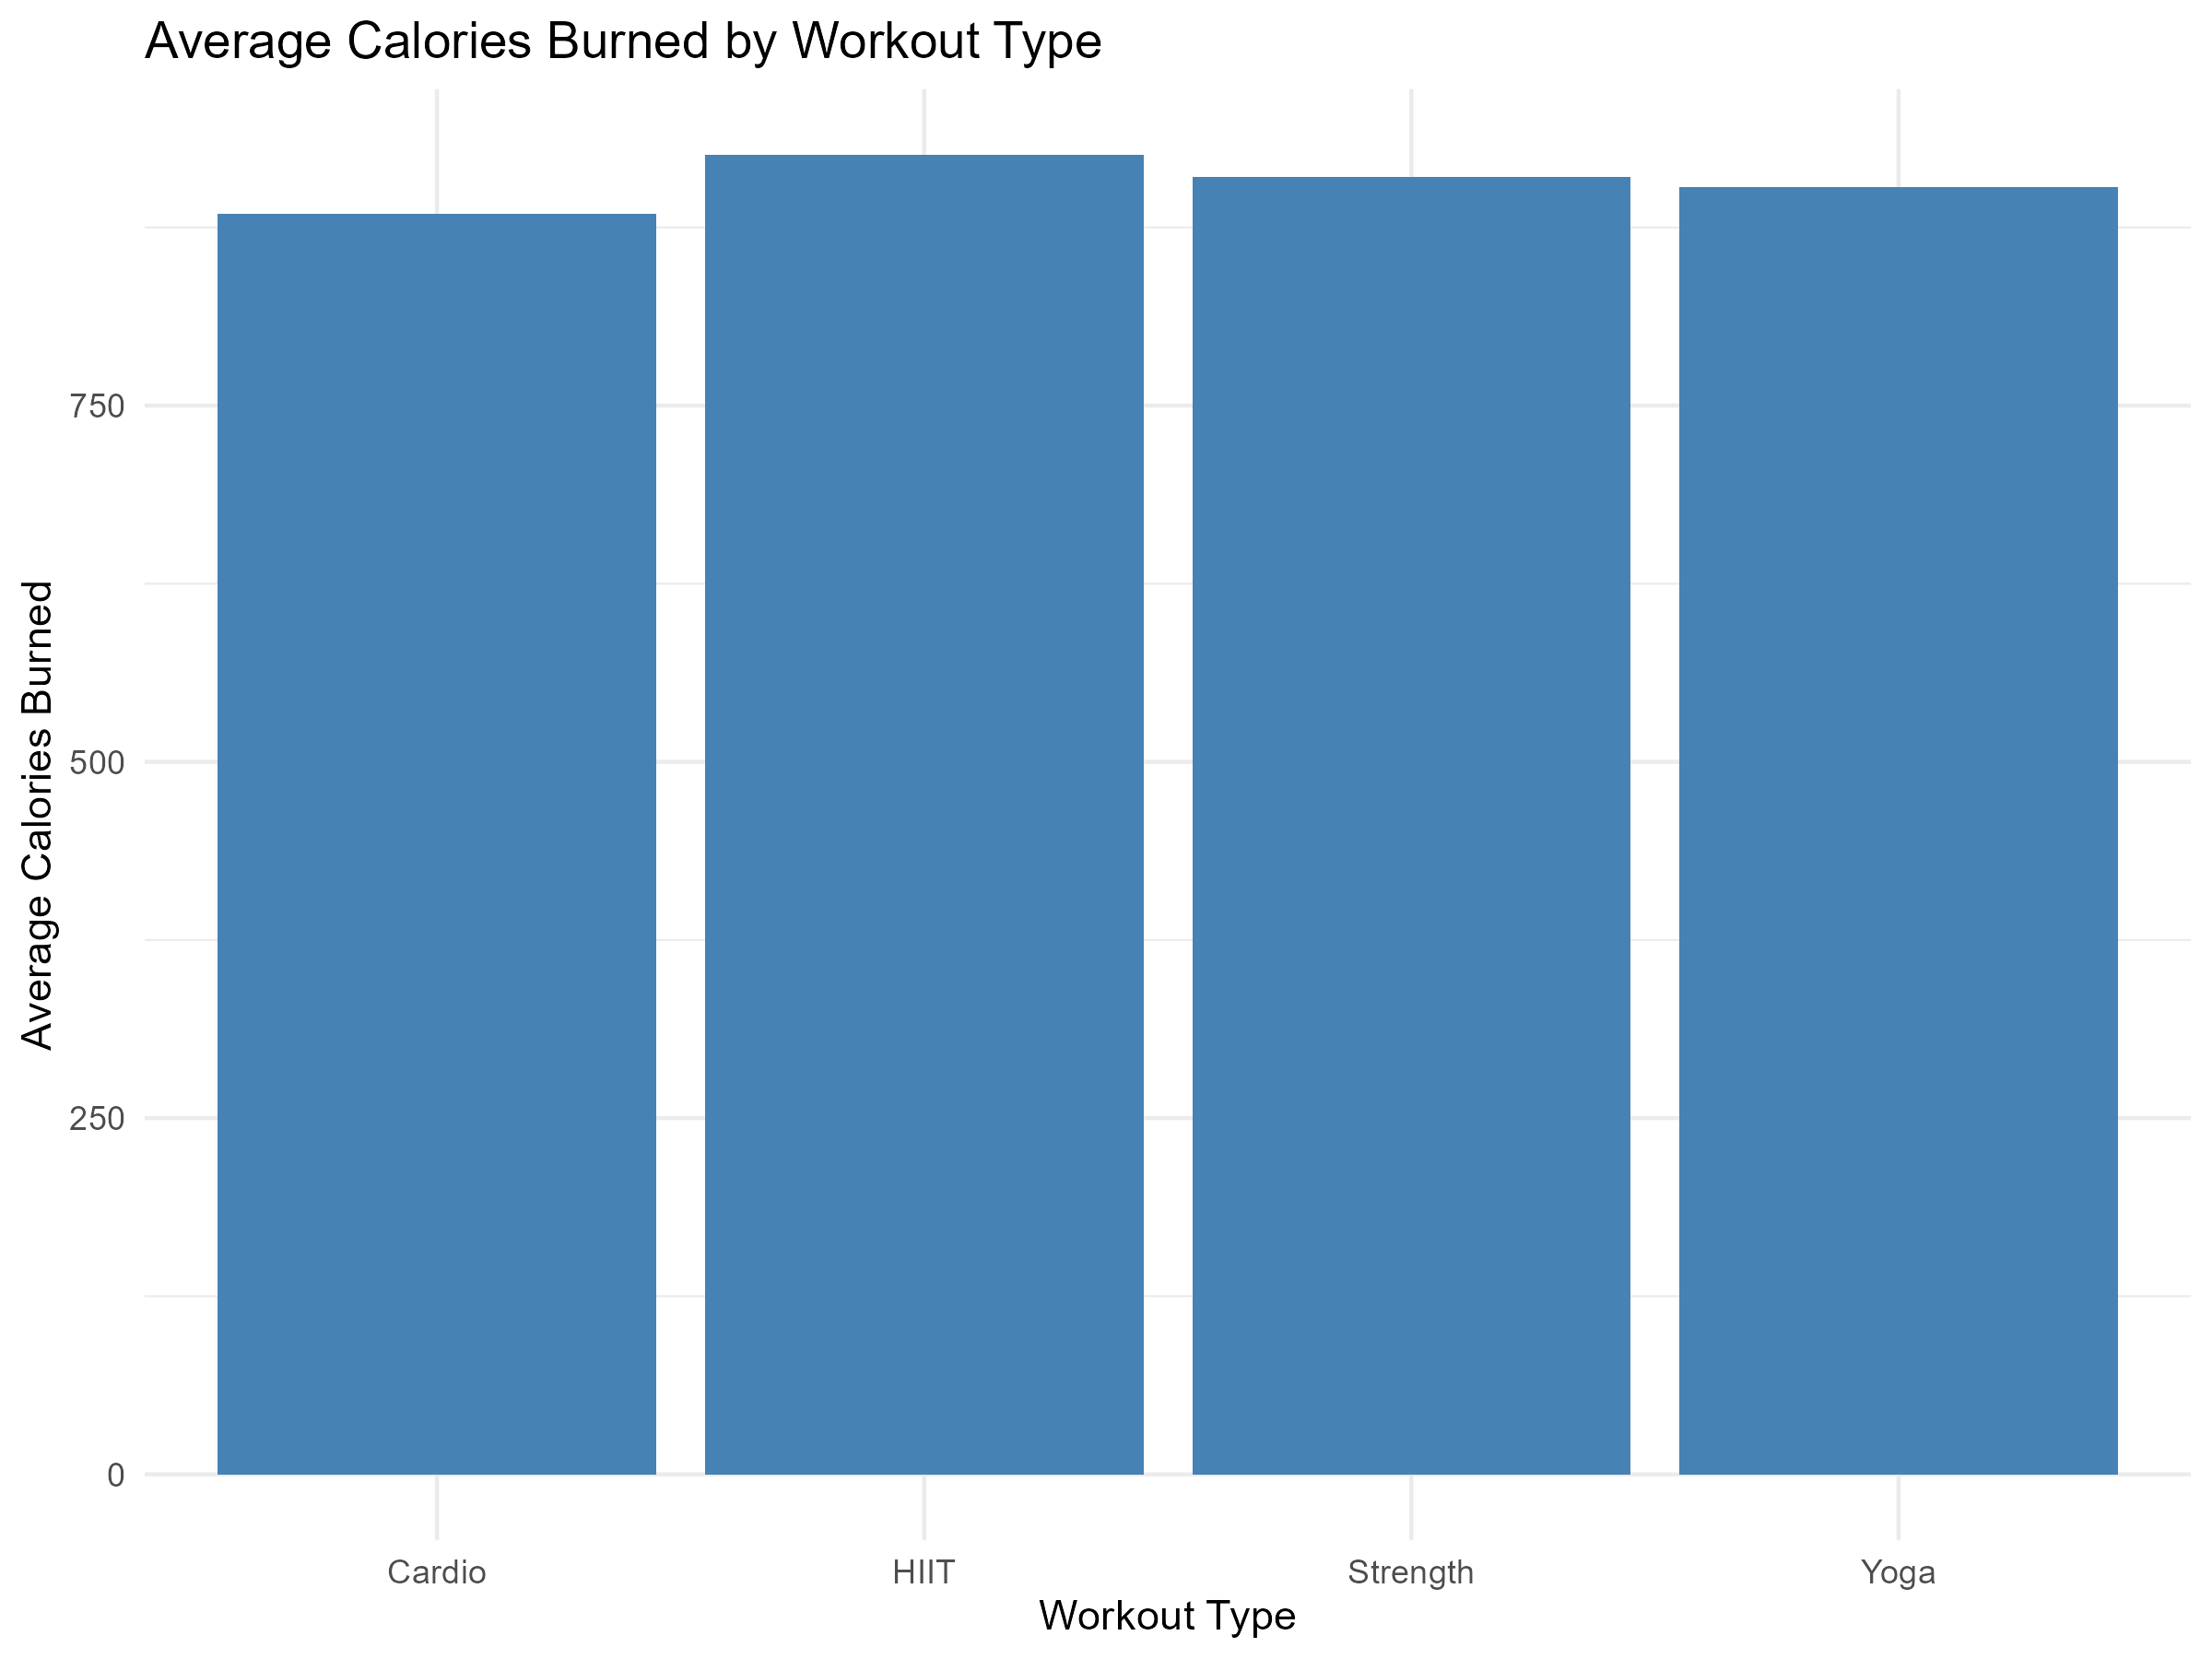 Average Calories Burned by Workout Type
Average Calories Burned
750
500
250
0
Cardio HIIT Strength Yoga
Workout Type